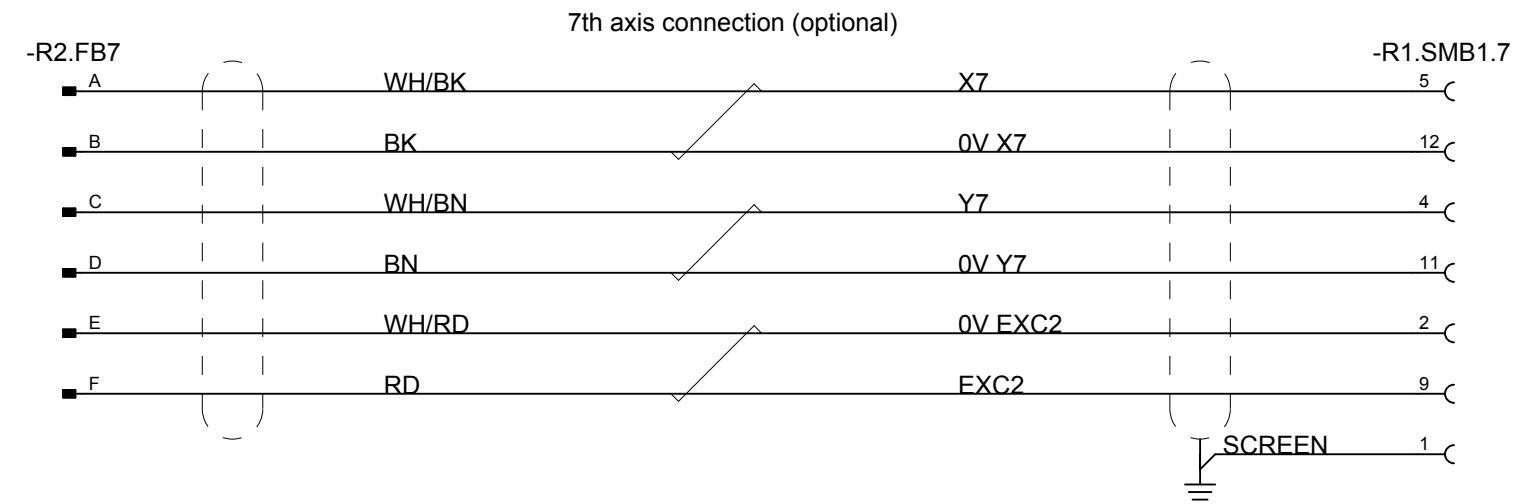 7th axis connection (optional)
-R2.FB7 -R1.SMB1.7
A WH/BK X7 5
B BK 0V X7 12
C WH/BN Y7 4
D BN 0V Y7 11
E WH/RD 0V EXC2 2
F RD EXC2 9
SCREEN 1